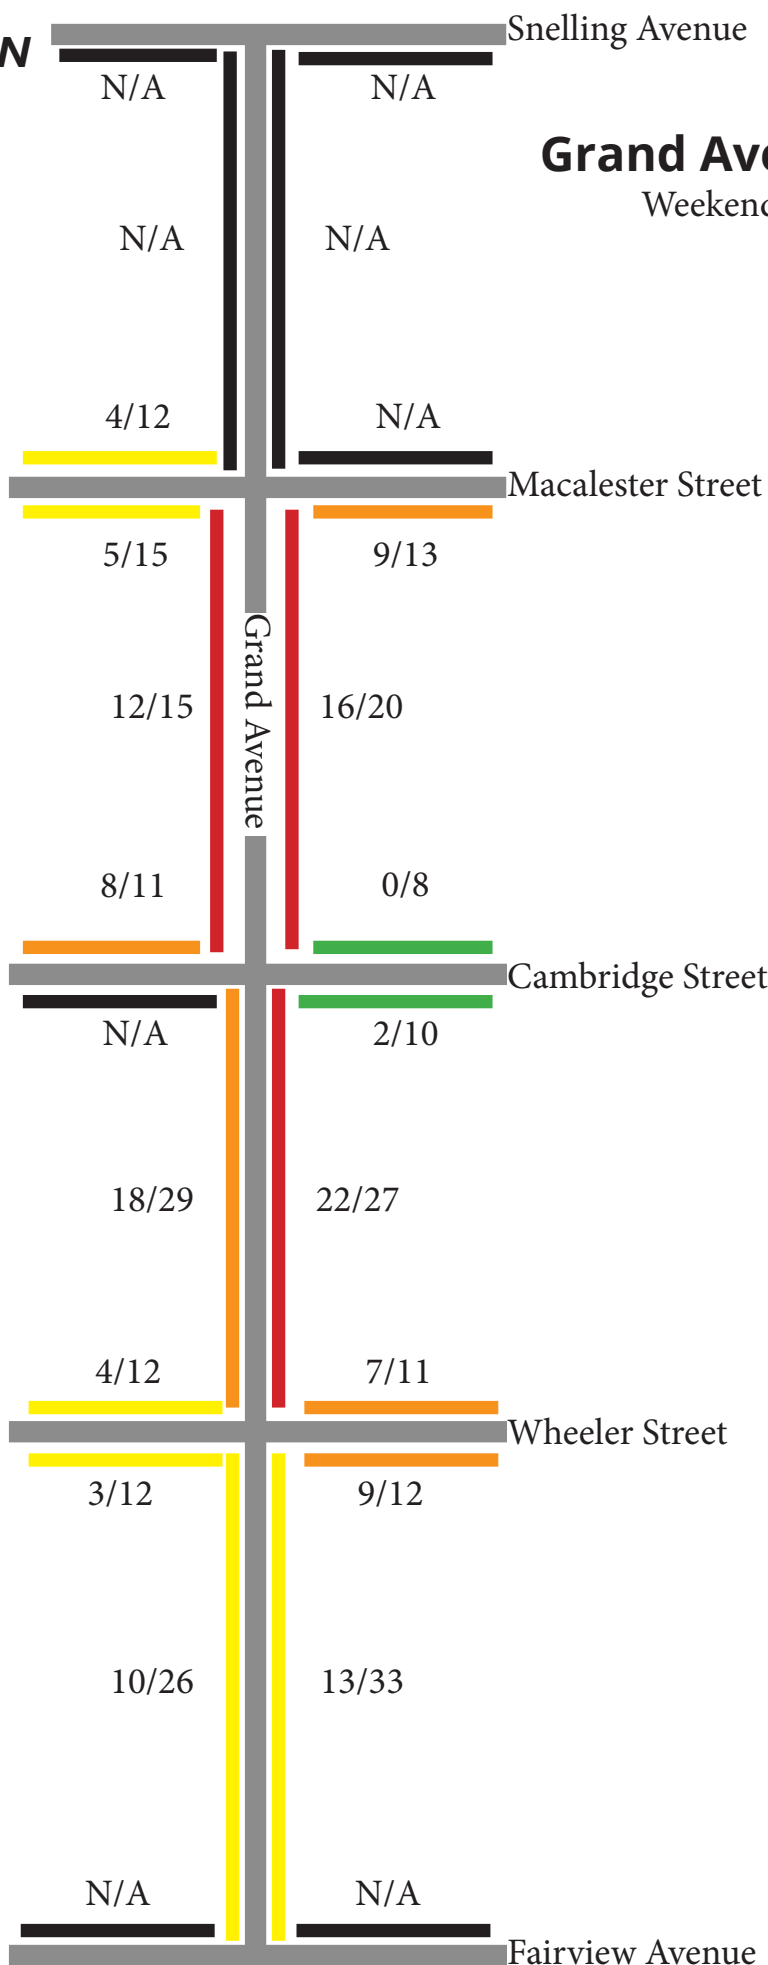 N
Snelling Avenue
N/A
N/A
Grand
Weekend
N/A
N/A
4/12
N/A
Macalester Street
5/15
9/13
Grand Avenue
12/15
16/20
8/11
0/8
Cambridge Street
N/A
2/10
18/29
22/27
4/12
7/11
Wheeler Street
3/12
9/12
10/26
13/33
N/A
N/A
Fairview Avenue